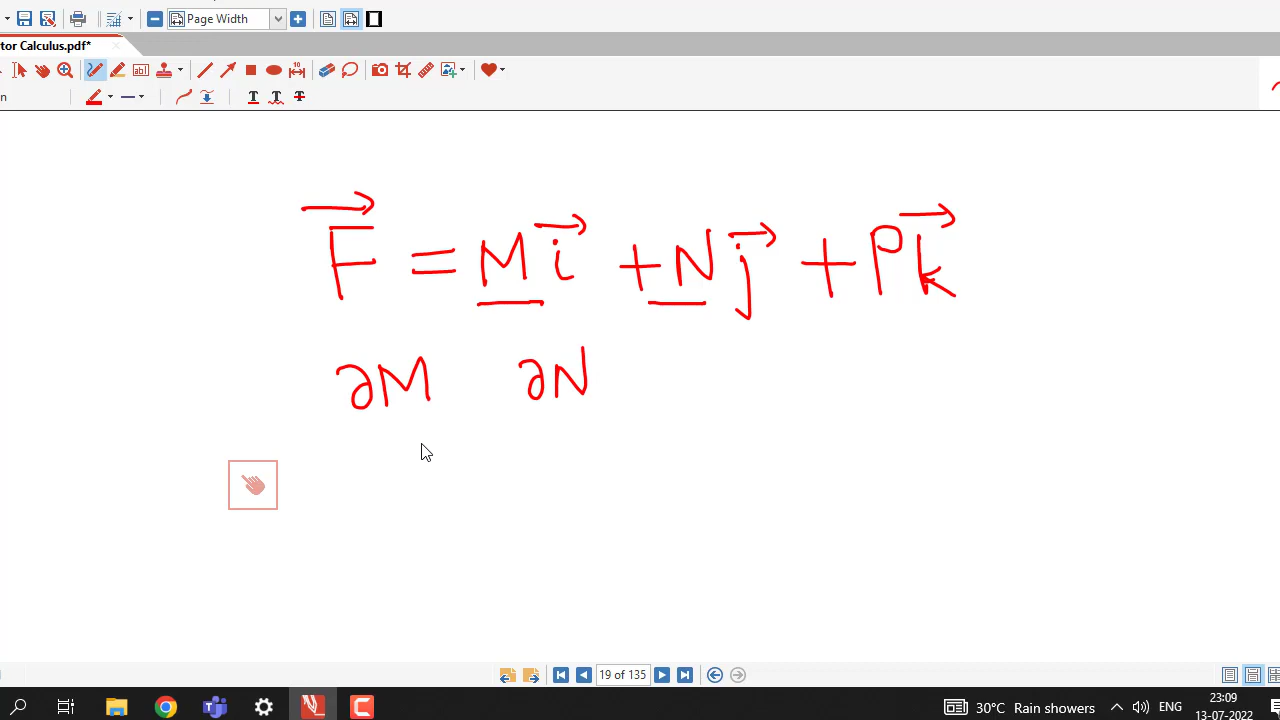 Page Width
tor Calculus.pdf*
10
T T T
n
F⃗ = Mi⃗ + Nj⃗ + Pk⃗
∂M ∂N
19 of 135
30°C Rain showers ENG 23:09
13-07-2022